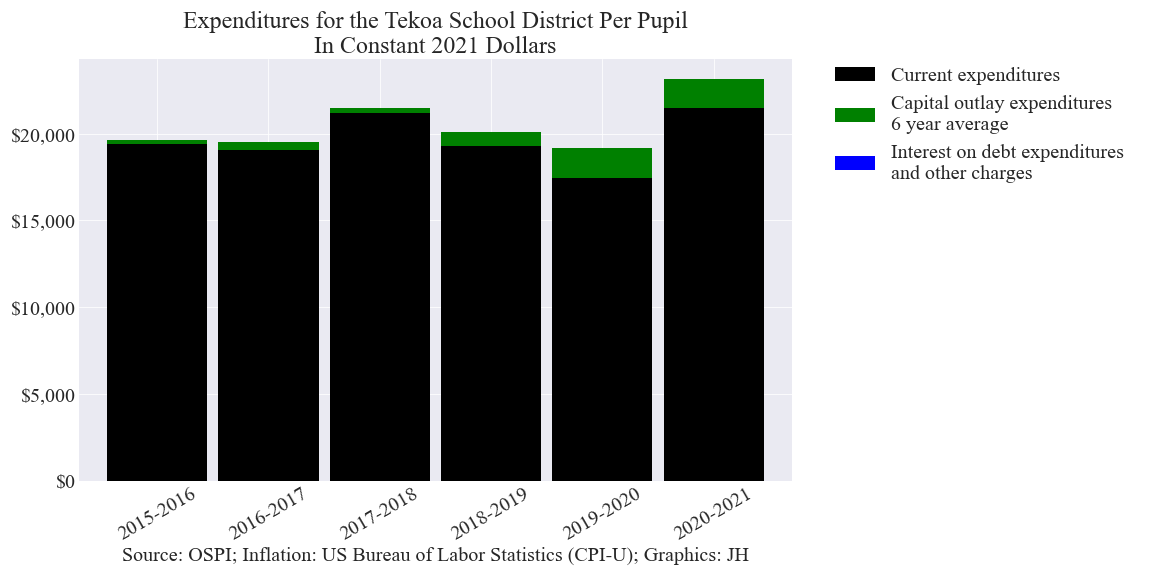 Expenditures for the Tekoa School District Per Pupil
In Constant 2021 Dollars
Current expenditures
Capital outlay expenditures
6 year average
Interest on debt expenditures
and other charges
$20,000
$15,000
$10,000
$5,000
$0
2015-2016
2016-2017
2017-2018
2018-2019
2019-2020
2020-2021
Source: OSPI; Inflation: US Bureau of Labor Statistics (CPI-U); Graphics: JH